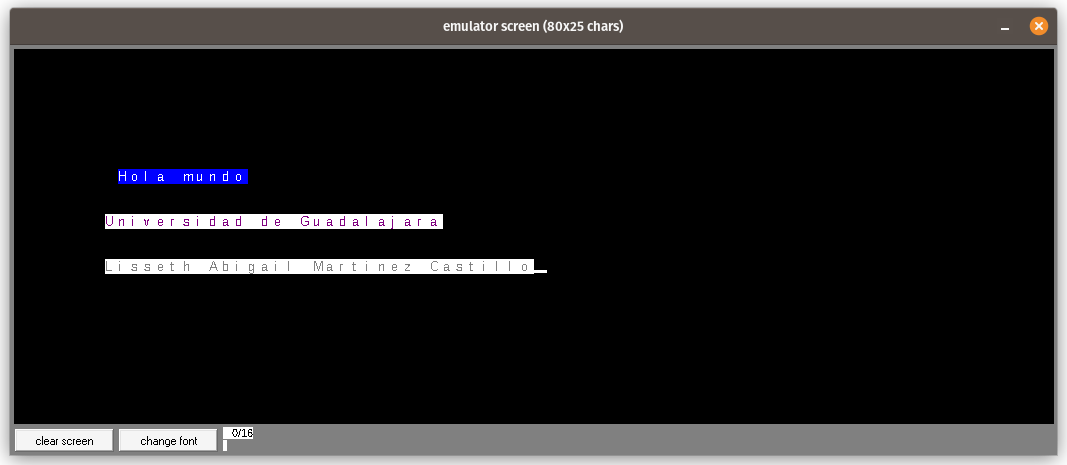 emulator screen (80x25 chars)
Hola mundo
Universidad de Guadalajara
Lisseth Abigail Martinez Castillo
clear screen
change font
0/16